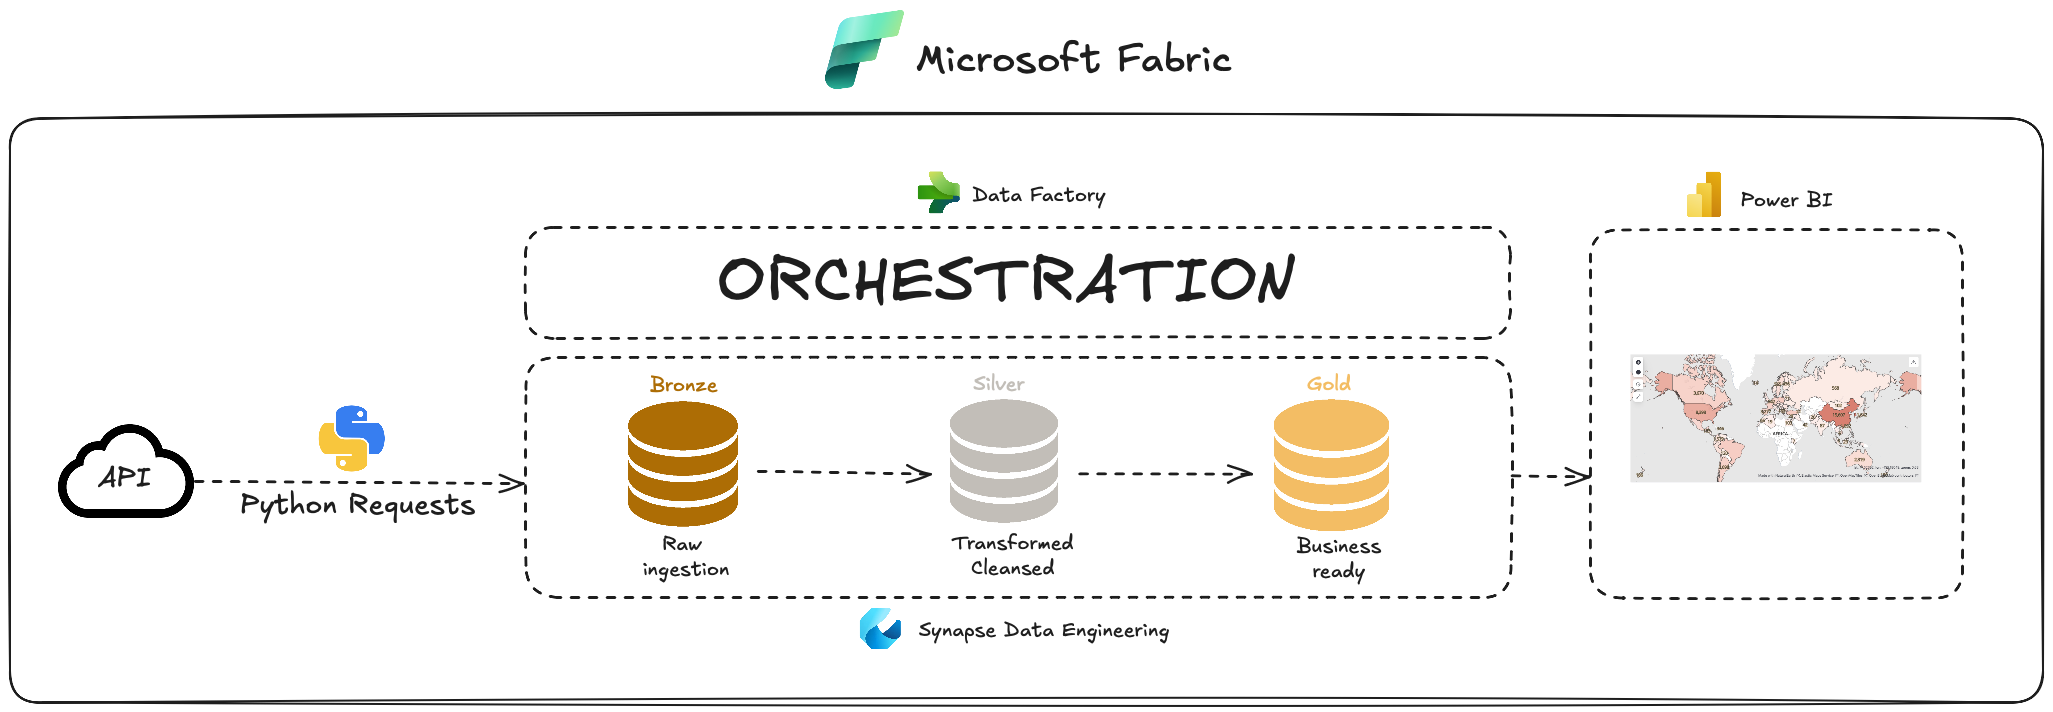 Microsoft Fabric
Data Factory
Power BI
ORCHESTRATION
Bronze
Silver
Gold
API
Python Requests
Raw
ingestion
Transformed
Cleansed
Business
ready
Synapse Data Engineering
AFRICA